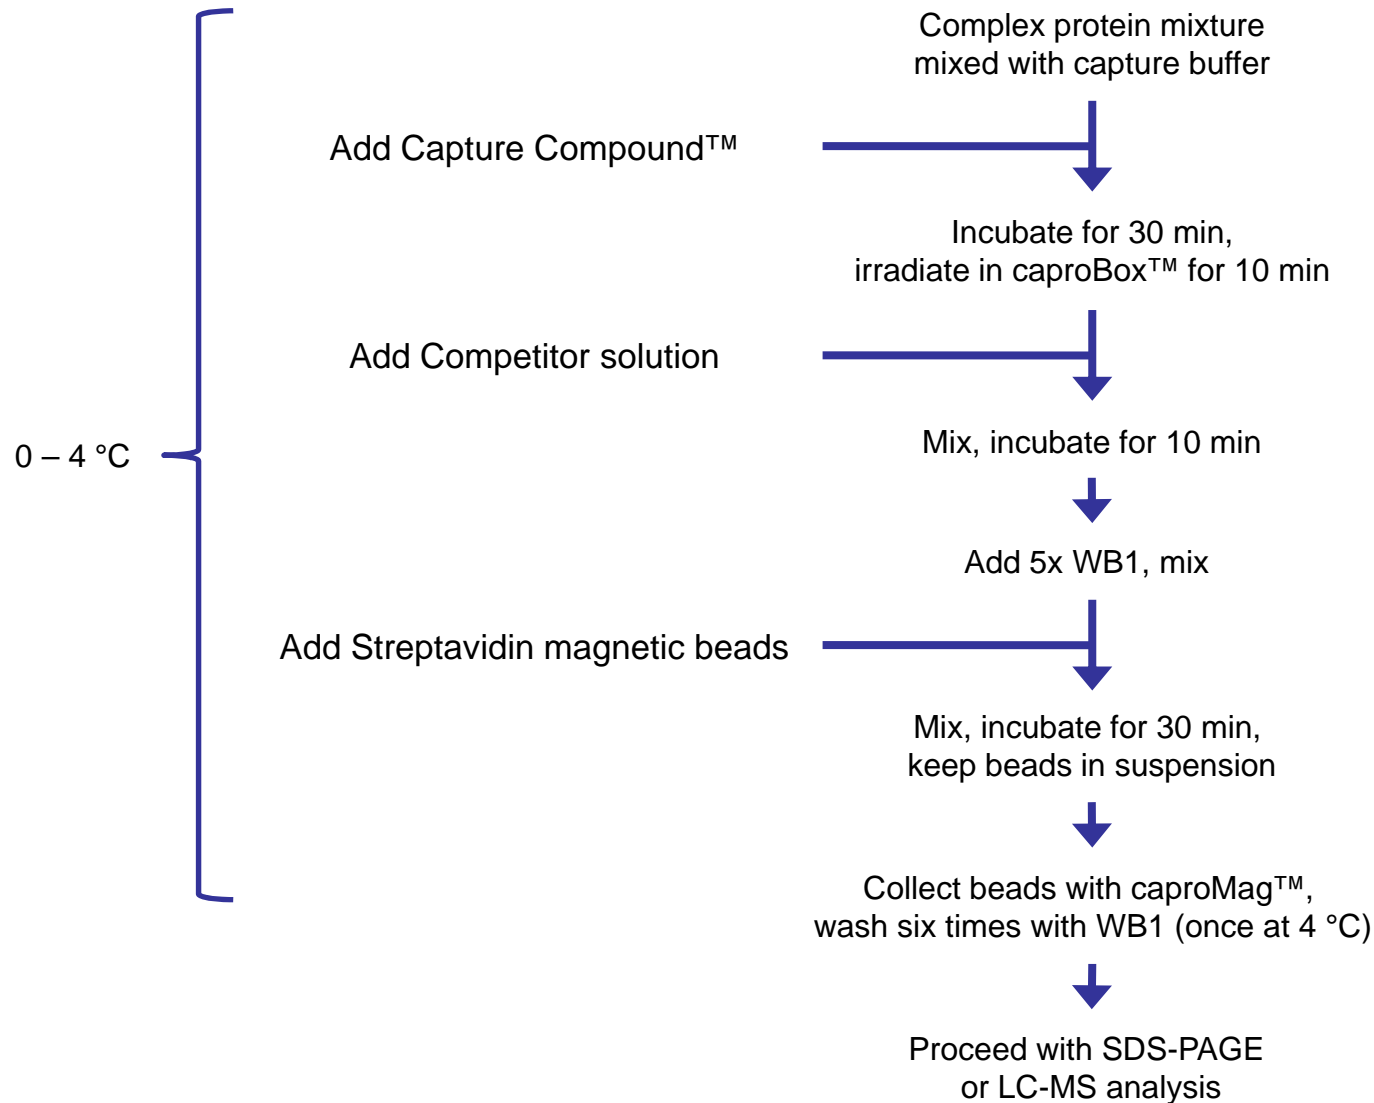 Complex protein mixture
mixed with capture buffer
Add Capture Compound™
Incubate for 30 min,
irradiate in caproBox™ for 10 min
Add Competitor solution
Mix, incubate for 10 min
0 – 4 °C
Add 5x WB1, mix
Add Streptavidin magnetic beads
Mix, incubate for 30 min,
keep beads in suspension
Collect beads with caproMag™,
wash six times with WB1 (once at 4 °C)
Proceed with SDS-PAGE
or LC-MS analysis